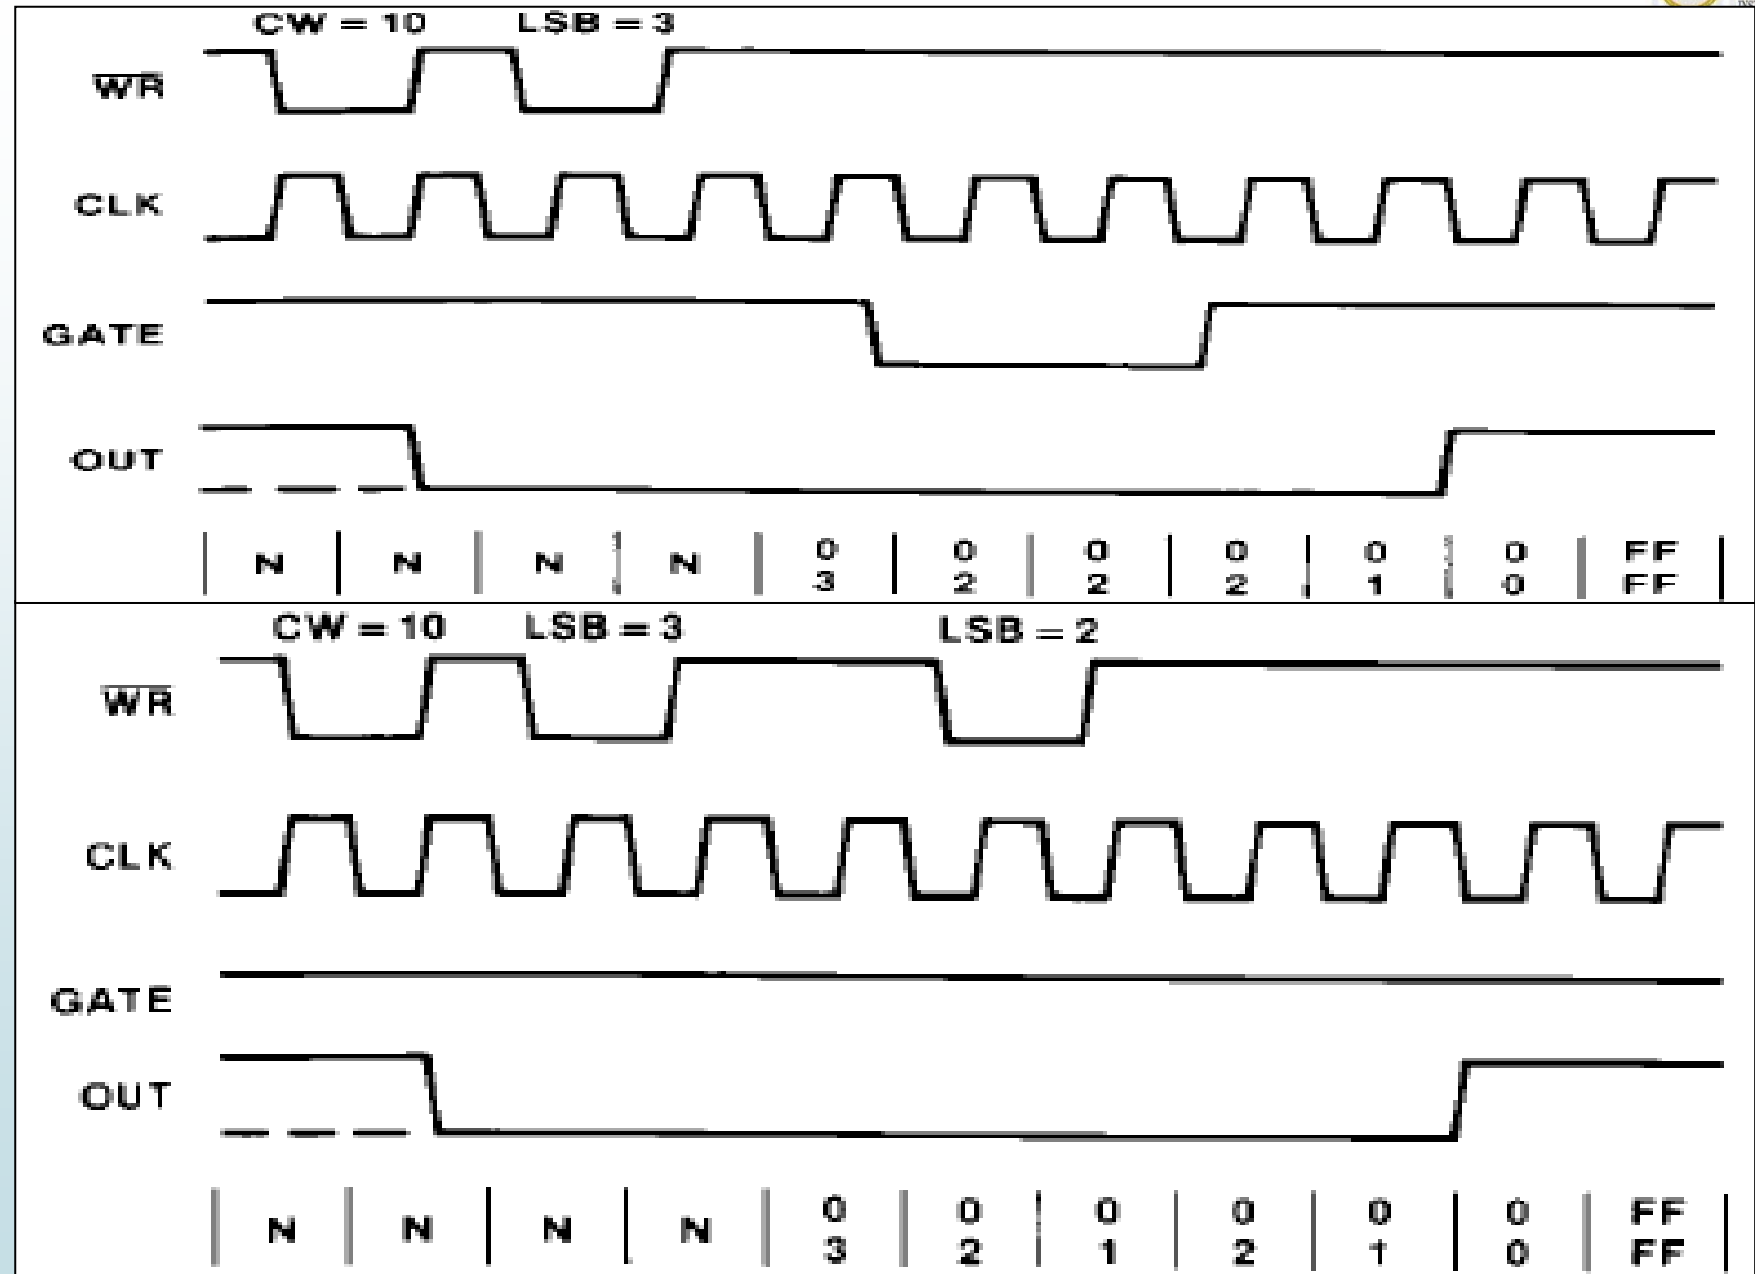 CW = 10 LSB = 3
WR
CLK
GATE
OUT
N N N N 0 0 0 0 0 0 FF
3 2 2 2 1 0 FF
CW = 10 LSB = 3 LSB = 2
WR
CLK
GATE
OUT
N N N N 0 0 0 0 0 0 FF
3 2 1 2 1 0 FF